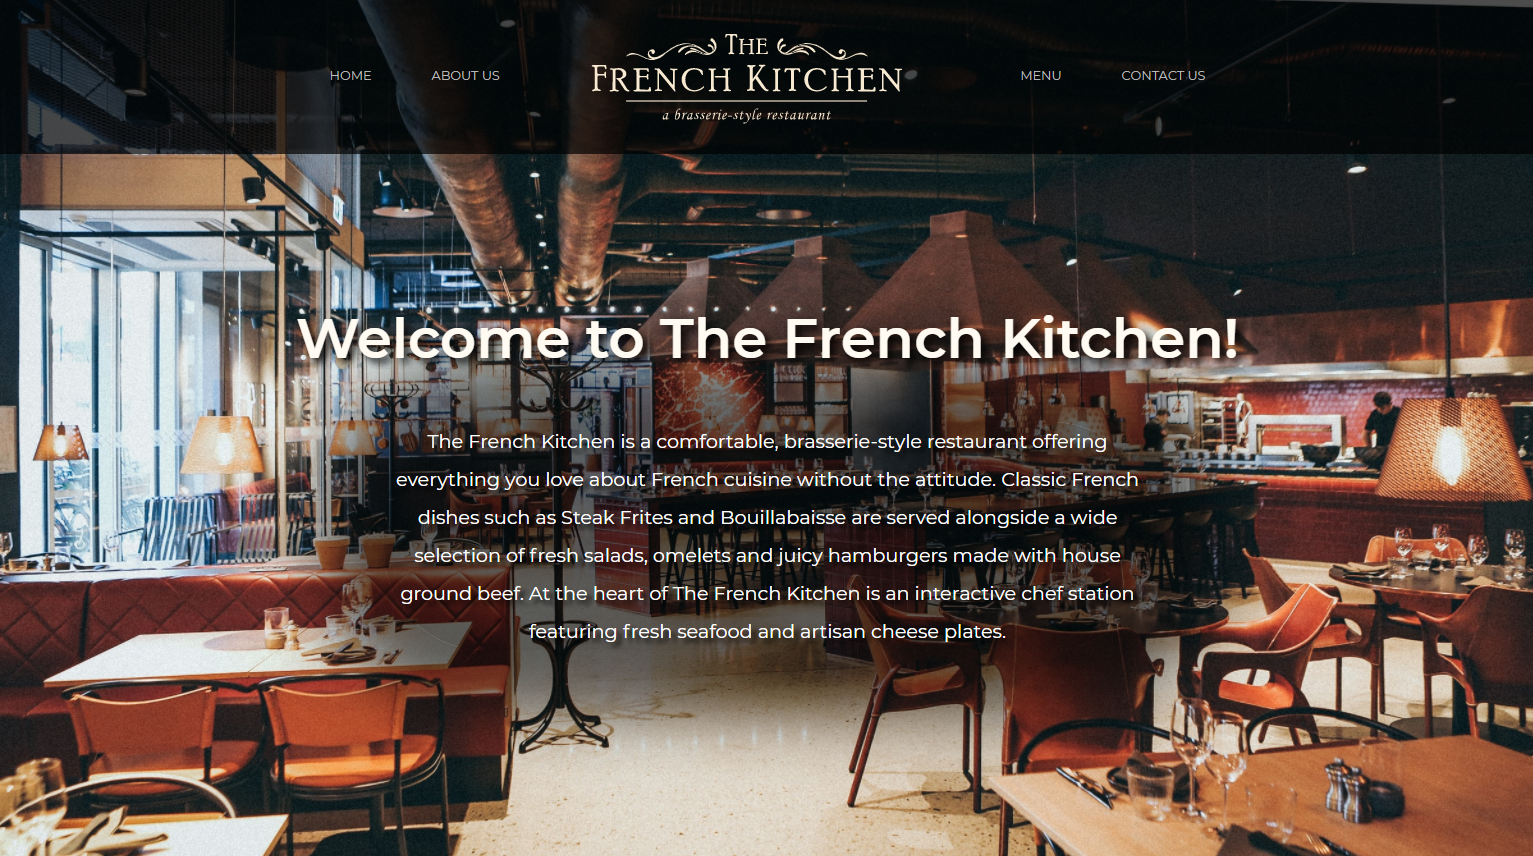 HOME
ABOUT US
THE
FRENCH KITCHEN
a brasserie-style restaurant
MENU
CONTACT US
Welcome to The French Kitchen!
The French Kitchen is a comfortable, brasserie-style restaurant offering
everything you love about French cuisine without the attitude. Classic French
dishes such as Steak Frites and Bouillabaisse are served alongside a wide
selection of fresh salads, omelets and juicy hamburgers made with house
ground beef. At the heart of The French Kitchen is an interactive chef station
featuring fresh seafood and artisan cheese plates.